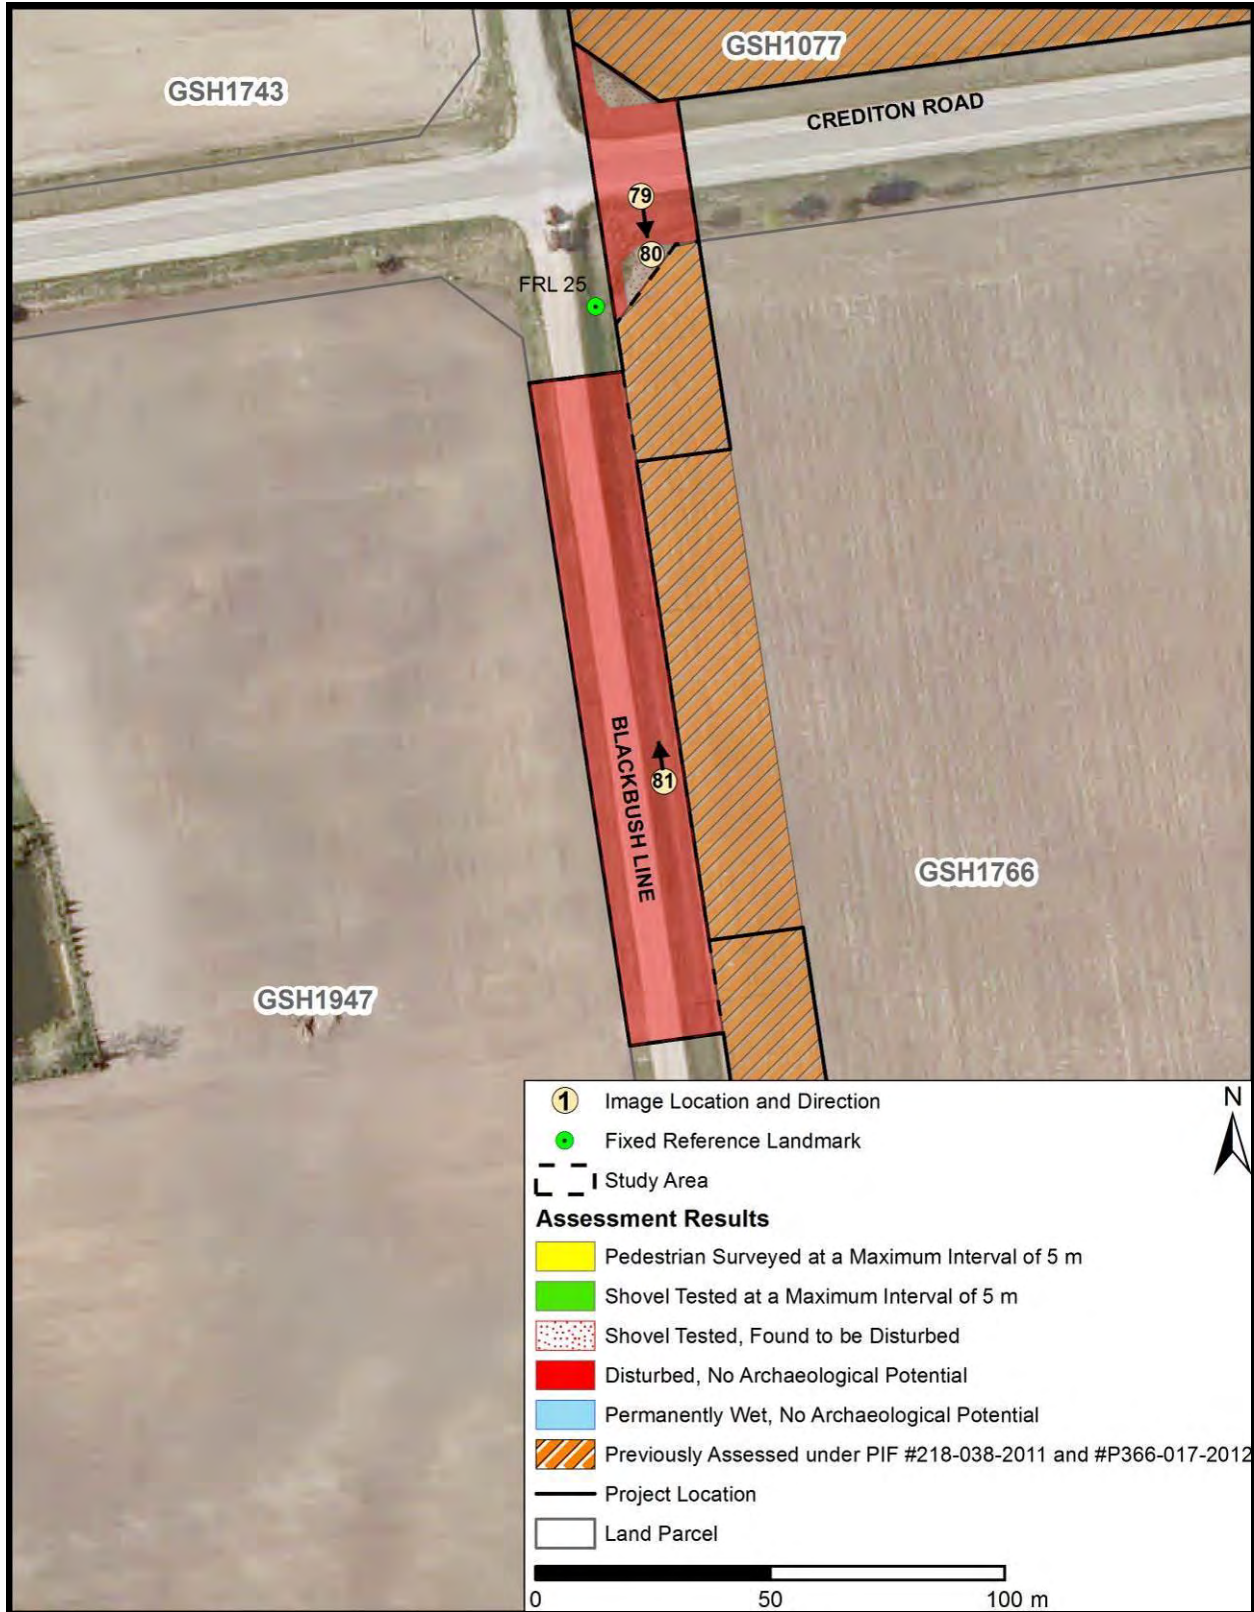 GSH1077
GSH1743
CREDITON ROAD
79
80
FRL 25
BLACKBUSH LINE
81
GSH1766
GSH1947
1 Image Location and Direction
N
Fixed Reference Landmark
Study Area
Assessment Results
Pedestrian Surveyed at a Maximum Interval of 5 m
Shovel Tested at a Maximum Interval of 5 m
Shovel Tested, Found to be Disturbed
Disturbed, No Archaeological Potential
Permanently Wet, No Archaeological Potential
Previously Assessed under PIF #218-038-2011 and #P366-017-2012
Project Location
Land Parcel
0 50 100 m